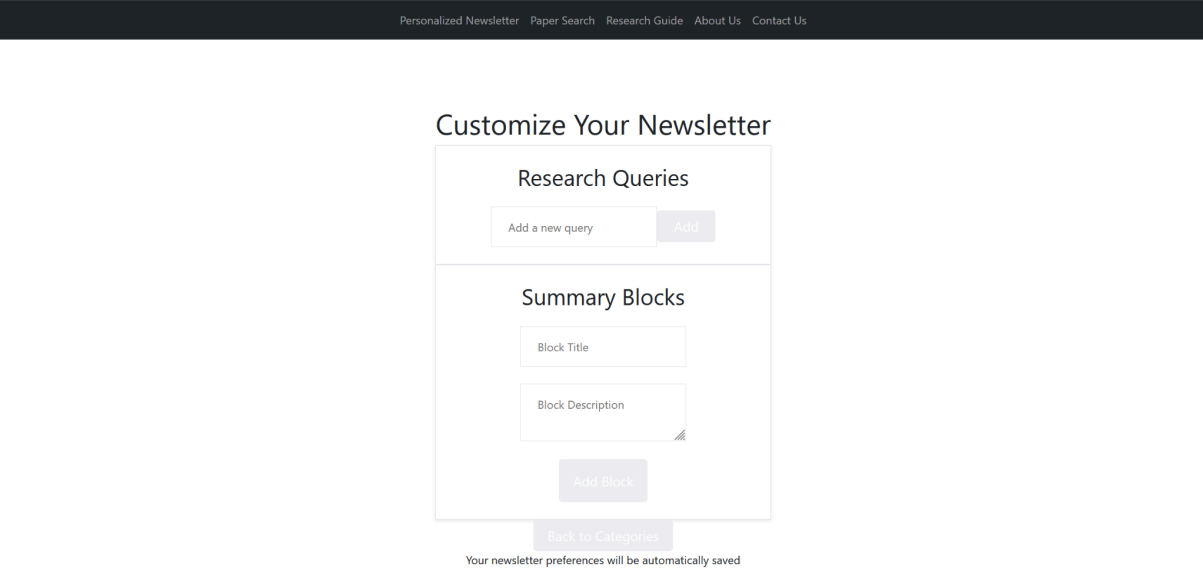 Personalized Newsletter Paper Search Research Guide About Us Contact Us
Customize Your Newsletter
Research Queries
Add a new query Add
Summary Blocks
Block Title
Block Description
Add Block
Back to Categories
Your newsletter preferences will be automatically saved